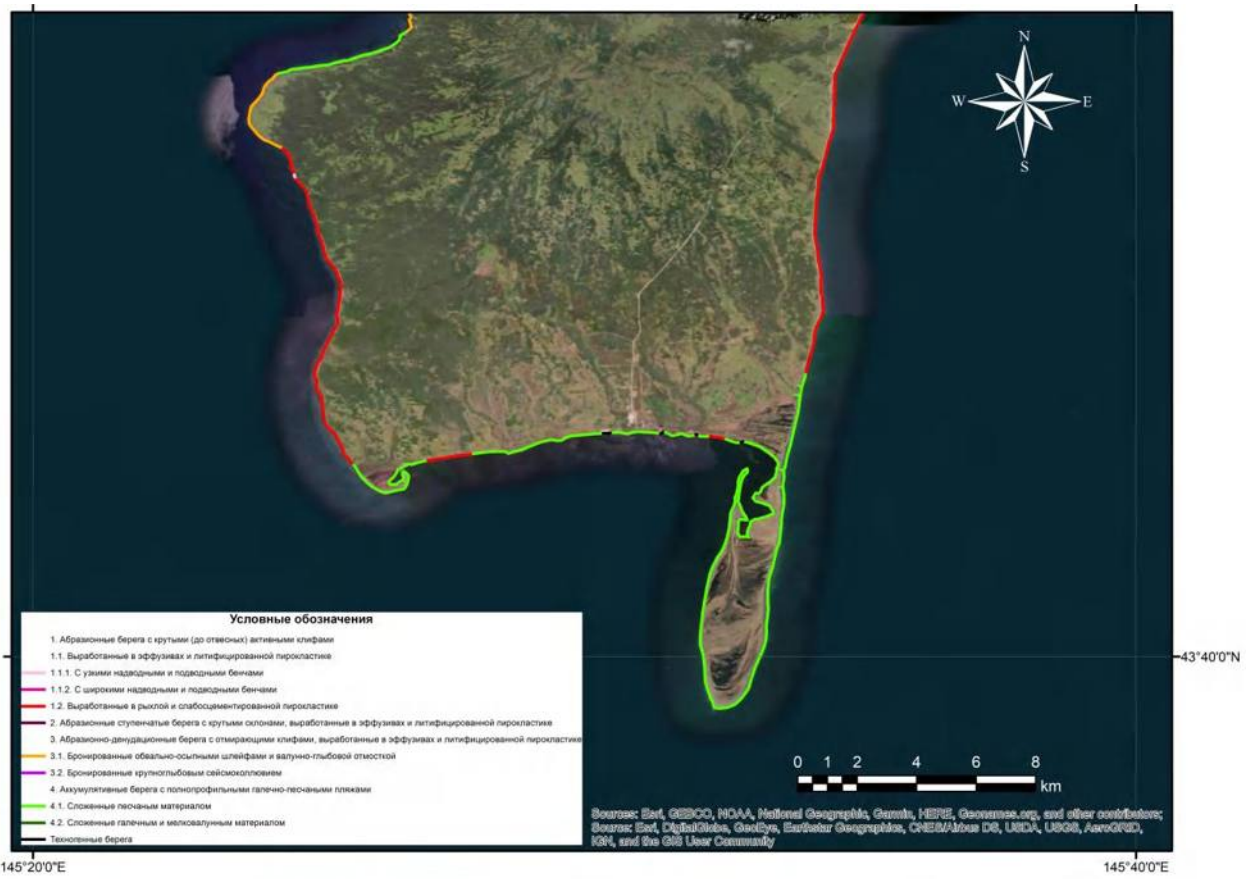 N
W
E
S
Условные обозначения
1. Абразионные берега с крутыми (до отвесных) активными клифами
1.1. Выработанные в эффузивах и литифицированной пирокластике
1.1.1. С узкими надводными и подводными бенчами
1.1.2. С широкими надводными и подводными бенчами
1.2. Выработанные в рыхлой и слабосцементированной пирокластике
2. Абразионные ступенчатые берега с крутыми склонами, выработанные в эффузивах и литифицированной пирокластике
3. Абразионно-денудационные берега с отмирающими клифами, выработанные в эффузивах и литифицированной пирокластике
3.1. Бронированные обвально-осыпными шлейфами и валунно-глыбовой отмосткой
3.2. Бронированные крупноглыбовым сейсмоколлювием
4. Аккумулятивные берега с полнопрофильными галечно-песчаными пляжами
4.1. Сложенные песчаным материалом
4.2. Сложенные галечным и мелковалунным материалом
Техногенные берега
43°40'0"N
0 1 2 4 6 8
km
Sources: Esri, GEBCO, NOAA, National Geographic, Garmin, HERE, Geonames.org, and other contributors;
Source: Esri, DigitalGlobe, GeoEye, Earthstar Geographics, CNES/Airbus DS, USDA, USGS, AeroGRID,
IGN, and the GIS User Community
145°20'0"E
145°40'0"E